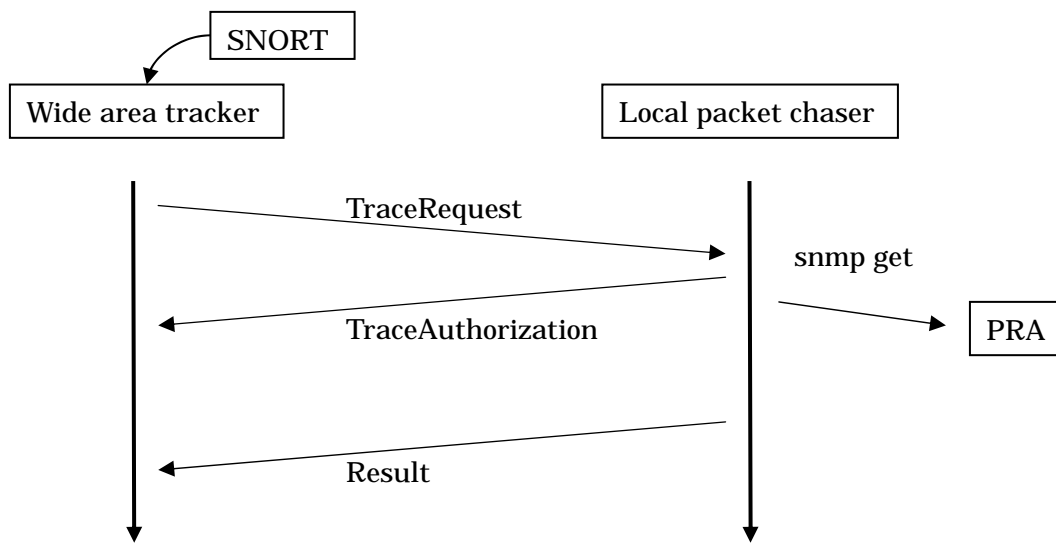 SNORT
Wide area tracker
Local packet chaser
TraceRequest
snmp get
TraceAuthorization
PRA
Result